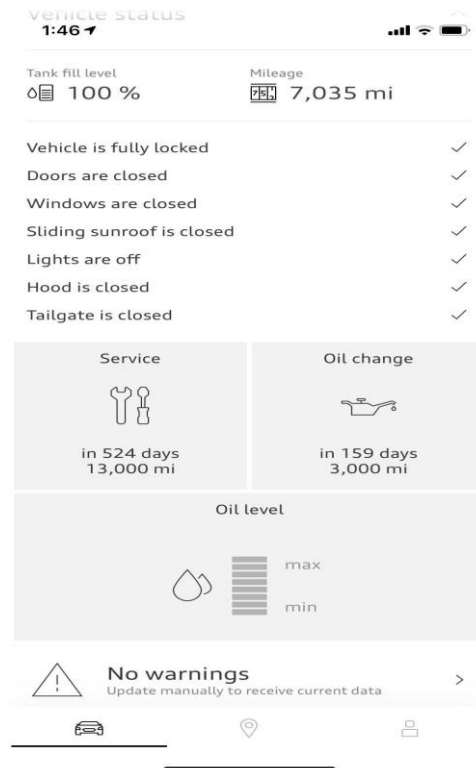 Vehicle status
1:46
Tank fill level
Mileage
100 %
7,035 mi
Vehicle is fully locked
Doors are closed
Windows are closed
Sliding sunroof is closed
Lights are off
Hood is closed
Tailgate is closed
Service
Oil change
in 524 days
13,000 mi
in 159 days
3,000 mi
Oil level
max
min
No warnings
Update manually to receive current data